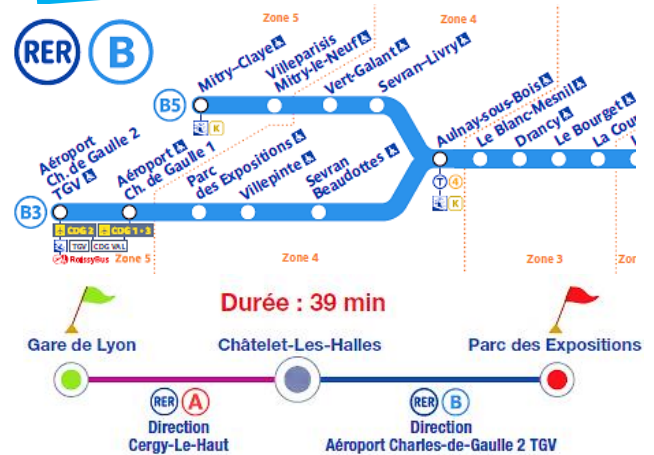 Zone 5
Zone 4
RER B
Mitry–Claye
Villeparisis
Mitry-le-Neuf
Vert-Galant
Sevran–Livry
Aulnay-sous-Bois
Le Blanc-Mesnil
Drancy
Le Bourget
La Cour
B5
K
Aéroport
Ch. de Gaulle 2
TGV
Aéroport
Ch. de Gaulle 1
Parc
des Expositions
Villepinte
Sevran
Beaudottes
T 4
K
B3
CDG 2
CDG 1 • 3
TGV
CDG VAL
RoissyBus
Zone 5
Zone 4
Zone 3
Zon
Durée : 39 min
Gare de Lyon
Châtelet-Les-Halles
Parc des Expositions
RER A
Direction
Cergy-Le-Haut
RER B
Direction
Aéroport Charles-de-Gaulle 2 TGV